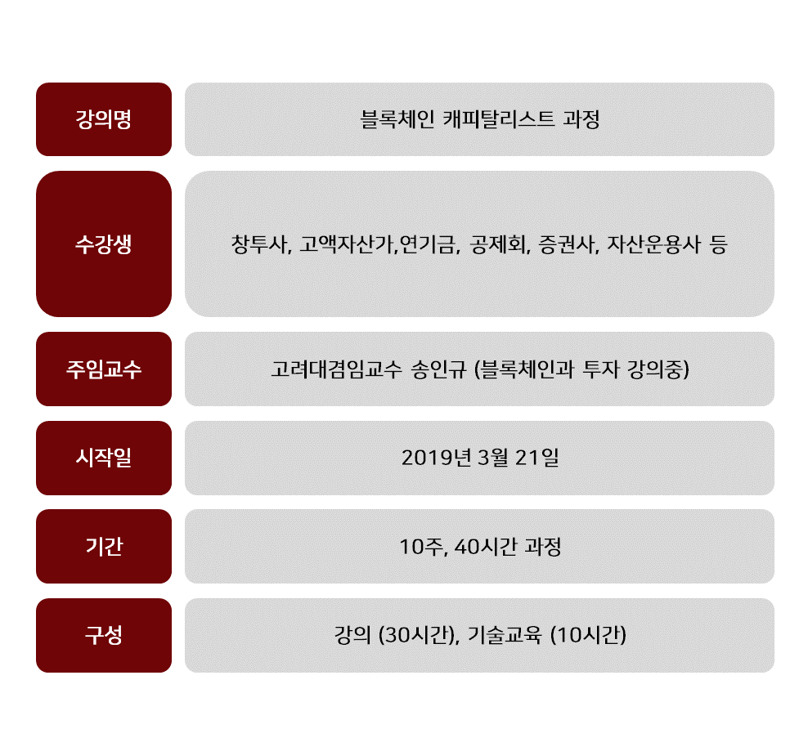 강의명
블록체인 캐피탈리스트 과정
수강생
창투사, 고액자산가,연기금, 공제회, 증권사, 자산운용사 등
주임교수
고려대겸임교수 송인규 (블록체인과 투자 강의중)
시작일
2019년 3월 21일
기간
10주, 40시간 과정
구성
강의 (30시간), 기술교육 (10시간)